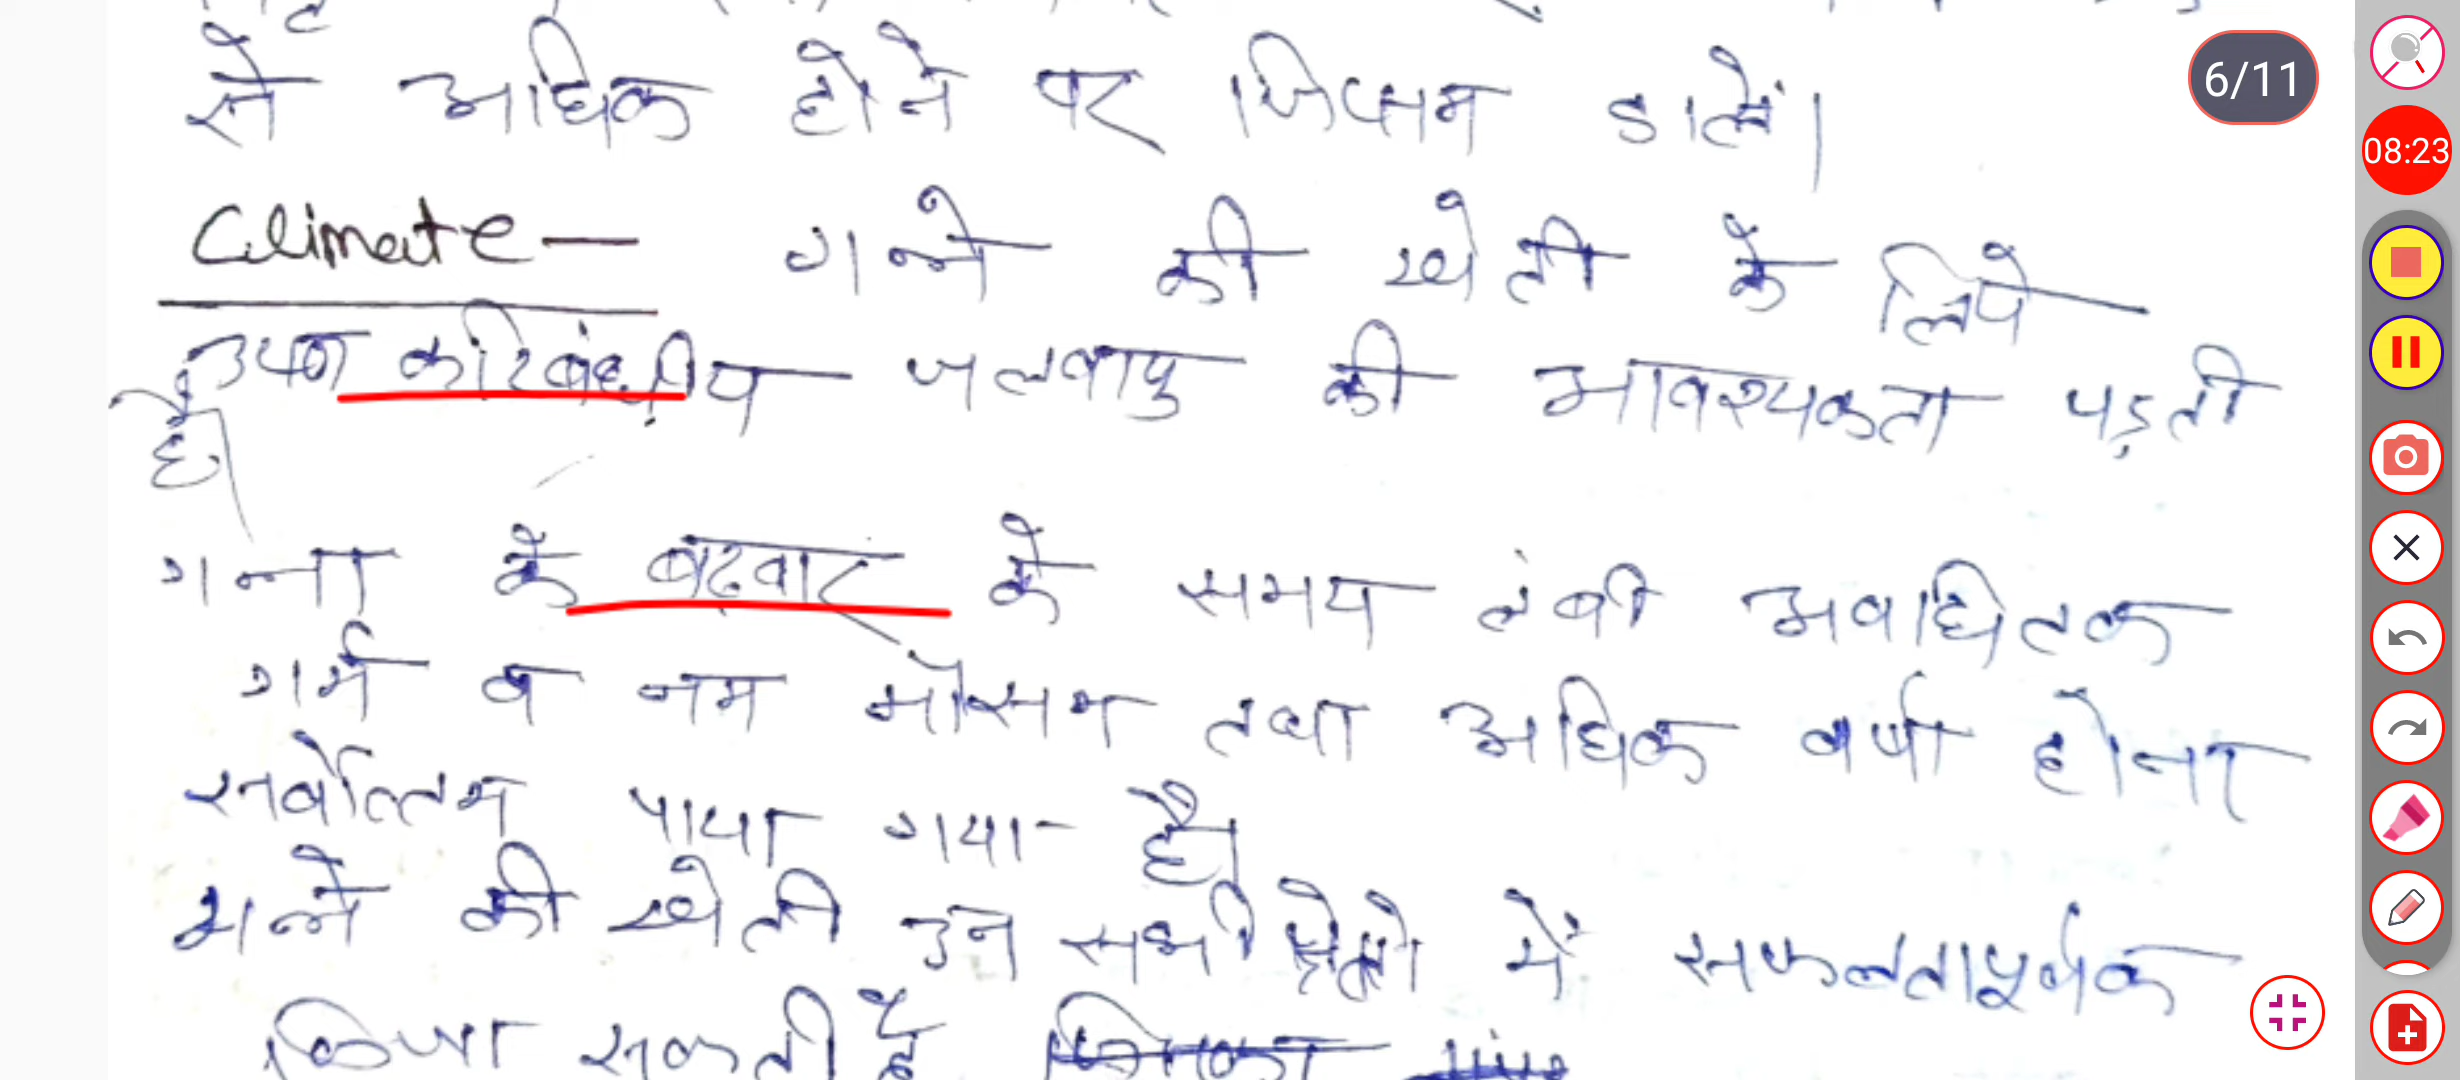 से अधिक होने पर जिप्सम डालें।
6/11
08:23
Climate — गन्ने की खेती के लिये
उष्ण कटिबंधीय जलवायु की आवश्यकता पड़ती
है।
गन्ना के बढ़वार के समय लंबी अवधि तक
गर्म व नम मौसम तथा अधिक वर्षा होना
सर्वोत्तम पाया गया है।
गन्ने की खेती उन सभी क्षेत्रो में सफलतापूर्वक
किया सकती है